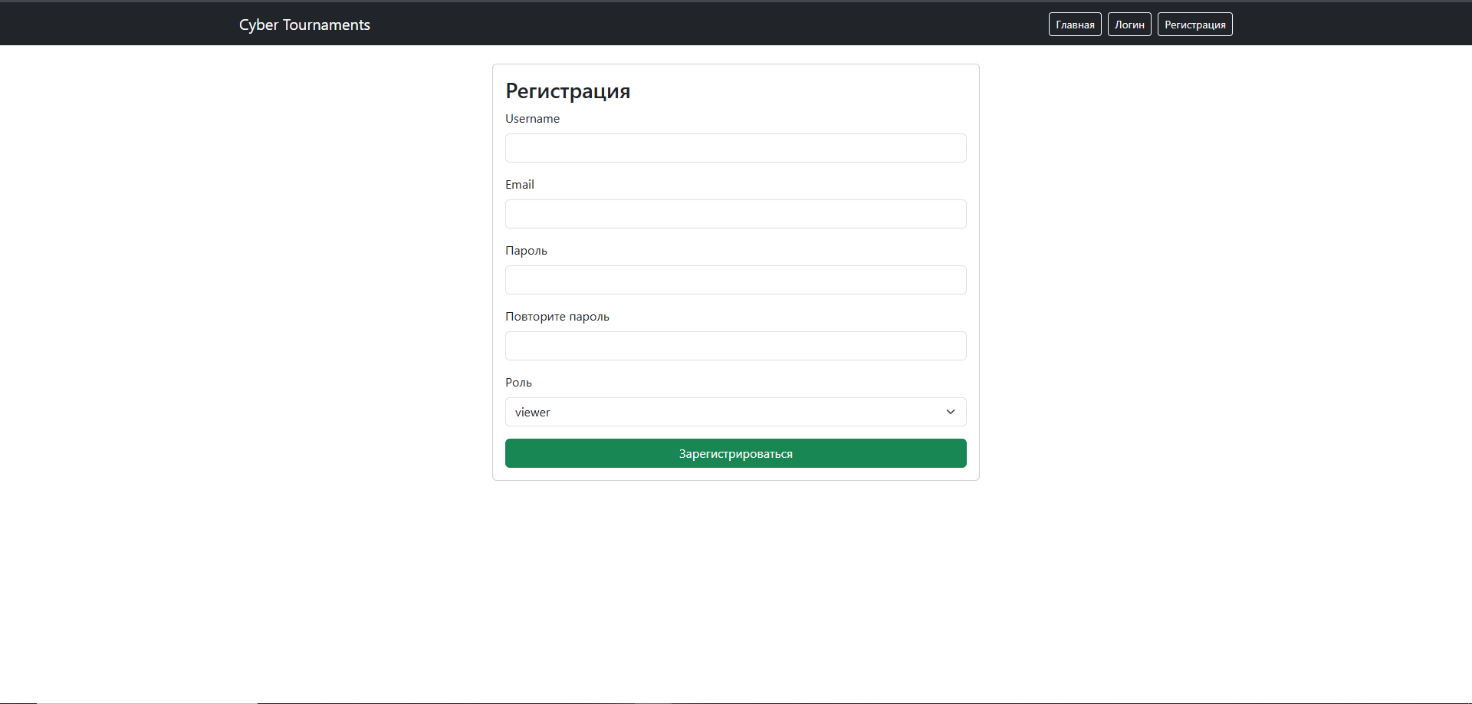 Cyber Tournaments
Главная
Логин
Регистрация
Регистрация
Username
Email
Пароль
Повторите пароль
Роль
viewer
Зарегистрироваться